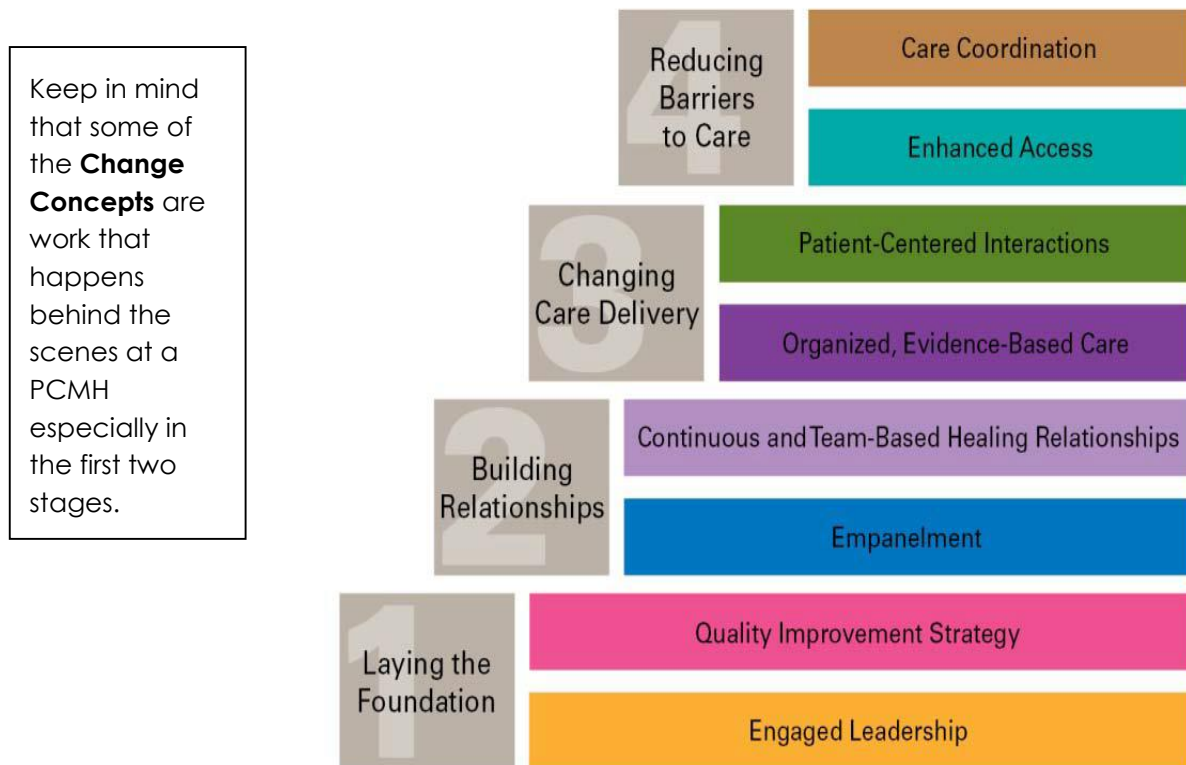 Keep in mind
that some of
the Change
Concepts are
work that
happens
behind the
scenes at a
PCMH
especially in
the first two
stages.
4
Reducing
Barriers
to Care
Care Coordination
Enhanced Access
3
Changing
Care Delivery
Patient-Centered Interactions
Organized, Evidence-Based Care
2
Building
Relationships
Continuous and Team-Based Healing Relationships
Empanelment
1
Laying the
Foundation
Quality Improvement Strategy
Engaged Leadership